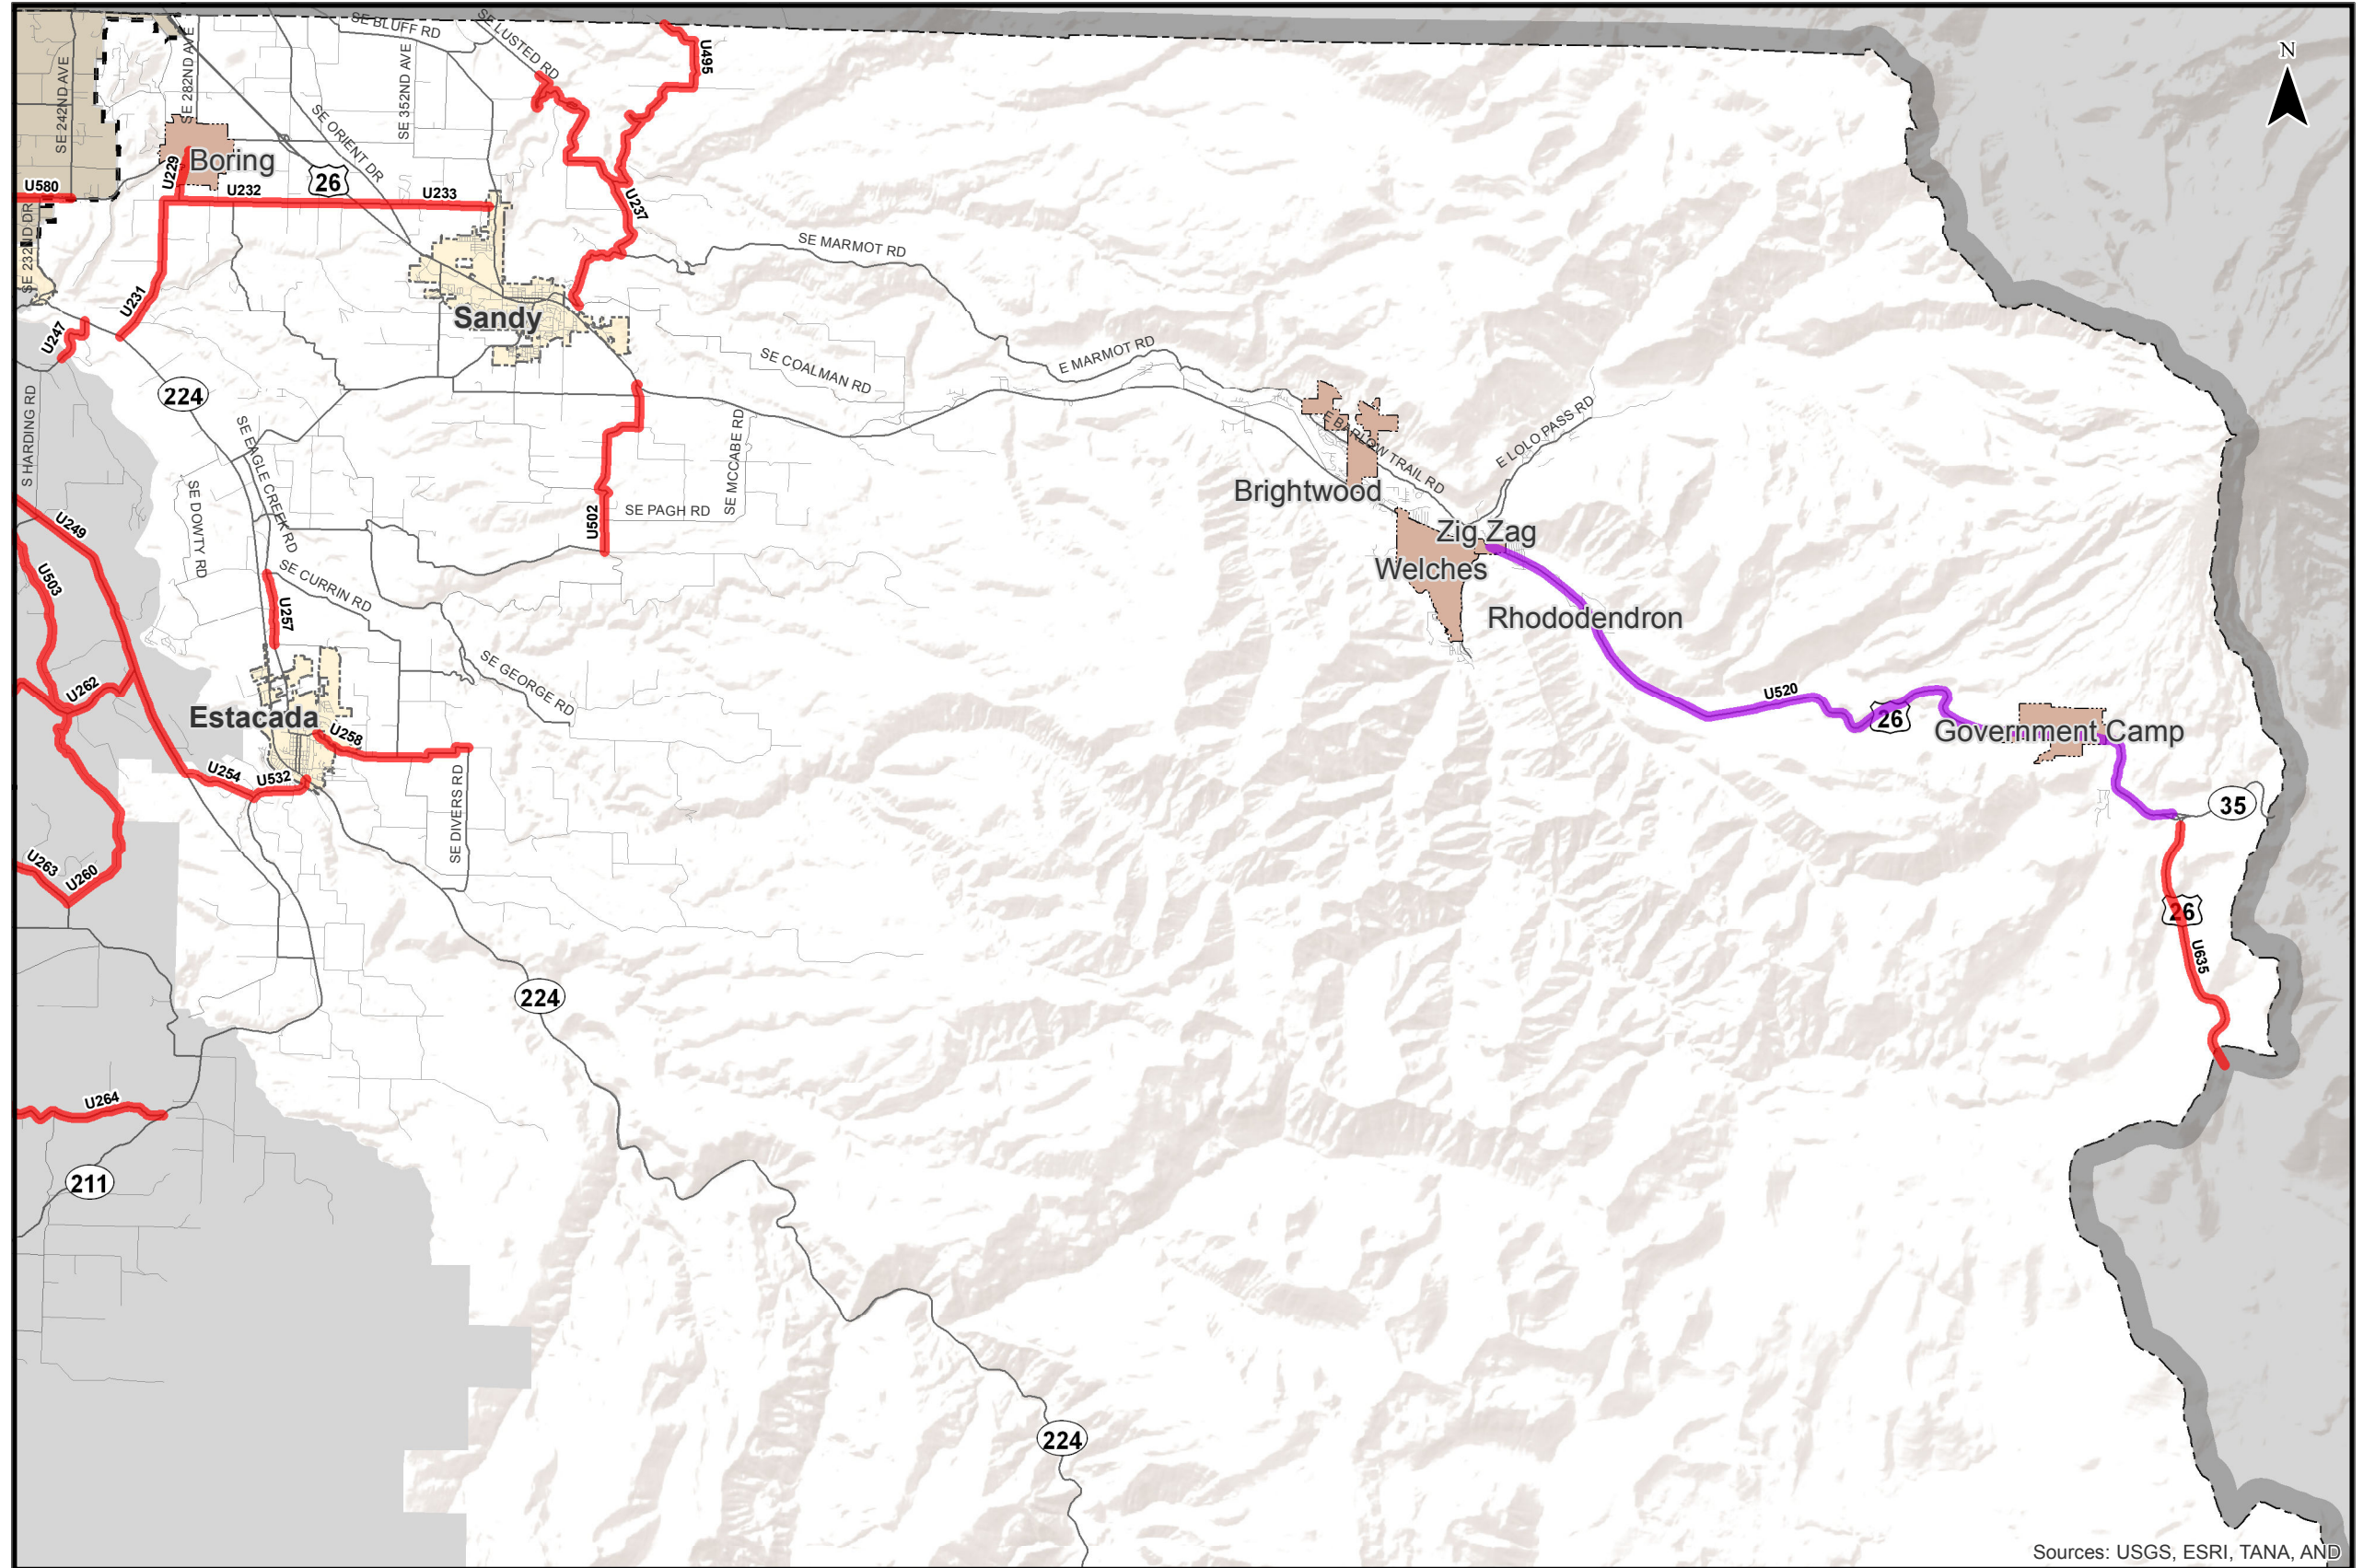 N
SE BLUFF RD
SE LUSTED RD
U495
SE 242ND AVE
SE 282ND AVE
SE 352ND AVE
SE ORIENT DR
Boring
U229
U580
U232
26
U233
U237
SE 232ND DR
SE MARMOT RD
U231
Sandy
U247
SE COALMAN RD
E MARMOT RD
224
S HARDING RD
SE EAGLE CREEK RD
SE MCCABE RD
E BARLOW TRAIL RD
E LOLO PASS RD
Brightwood
SE DOWTY RD
SE PAGH RD
U502
U249
Zig Zag
Welches
U503
SE CURRIN RD
U257
Rhododendron
U262
SE GEORGE RD
U520
26
Estacada
U258
Government Camp
U254
U532
SE DIVERS RD
35
U263
U260
26
U635
224
U264
211
224
Sources: USGS, ESRI, TANA, AND